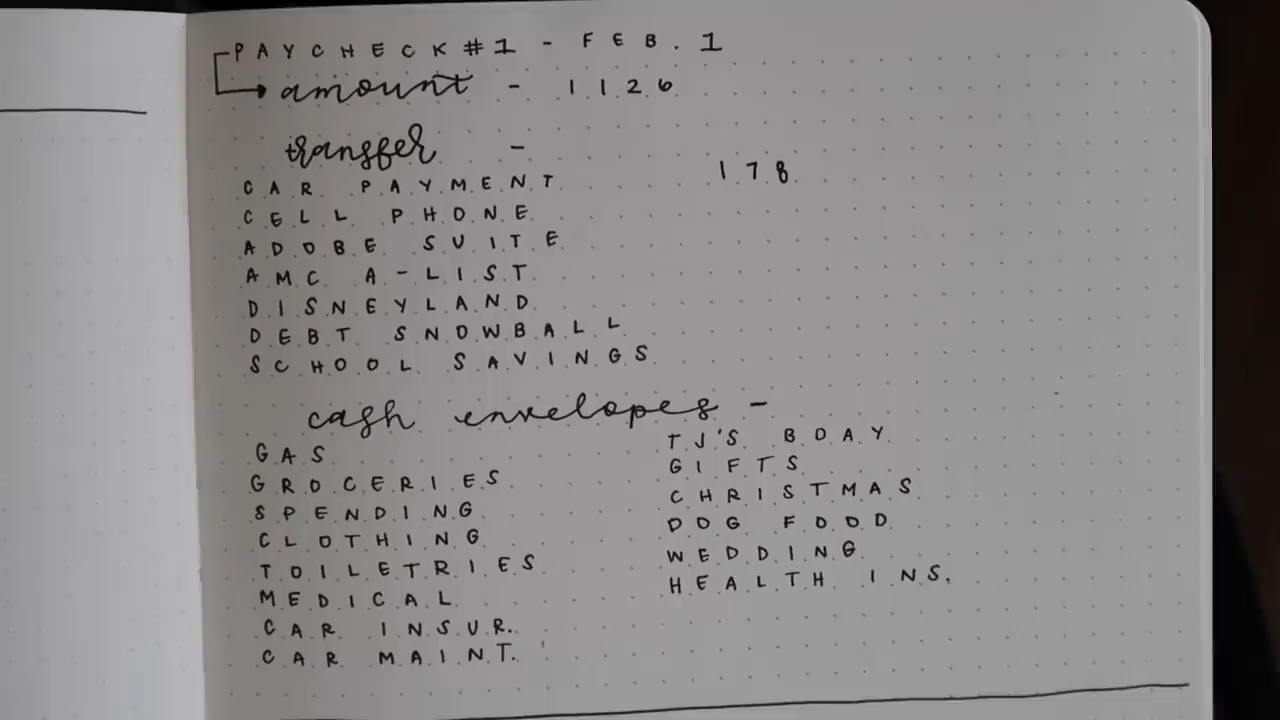 PAYCHECK #1 - FEB. 1
amount - 1126
transfer -
CAR PAYMENT 178
CELL PHONE
ADOBE SUITE
AMC A-LIST
DISNEYLAND
DEBT SNOWBALL
SCHOOL SAVINGS
cash envelopes -
GAS
GROCERIES
SPENDING
CLOTHING
TOILETRIES
MEDICAL
CAR INSUR.
CAR MAINT.
TJ'S BDAY
GIFTS
CHRISTMAS
DOG FOOD
WEDDING
HEALTH INS.